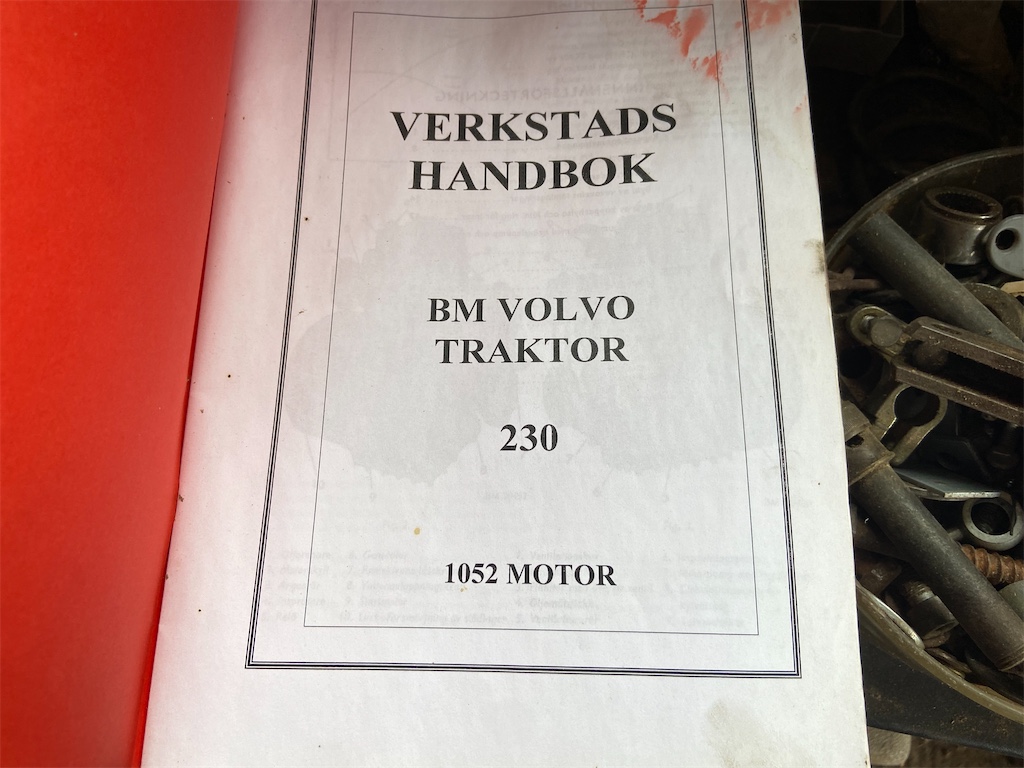 VERKSTADS
HANDBOK
BM VOLVO
TRAKTOR
230
1052 MOTOR